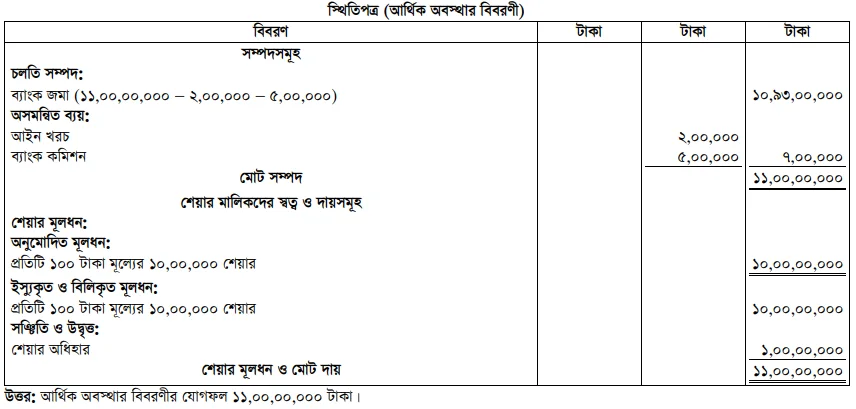 স্থিতিপত্র (আর্থিক অবস্থার বিবরণী)
বিবরণ টাকা টাকা টাকা
সম্পদসমূহ
চলতি সম্পদ:
ব্যাংক জমা (১১,০০,০০,০০০ – ২,০০,০০০ – ৫,০০,০০০) ১০,৯৩,০০,০০০
অসমন্বিত ব্যয়:
আইন খরচ ২,০০,০০০
ব্যাংক কমিশন ৫,০০,০০০ ৭,০০,০০০
মোট সম্পদ ১১,০০,০০,০০০
শেয়ার মালিকদের স্বত্ব ও দায়সমূহ
শেয়ার মূলধন:
অনুমোদিত মূলধন:
প্রতিটি ১০০ টাকা মূল্যের ১০,০০,০০০ শেয়ার ১০,০০,০০,০০০
ইস্যুকৃত ও বিলিকৃত মূলধন:
প্রতিটি ১০০ টাকা মূল্যের ১০,০০,০০০ শেয়ার ১০,০০,০০,০০০
সঞ্চিতি ও উদ্বৃত্ত:
শেয়ার অধিহার ১,০০,০০,০০০
শেয়ার মূলধন ও মোট দায় ১১,০০,০০,০০০
উত্তর: আর্থিক অবস্থার বিবরণীর যোগফল ১১,০০,০০,০০০ টাকা।